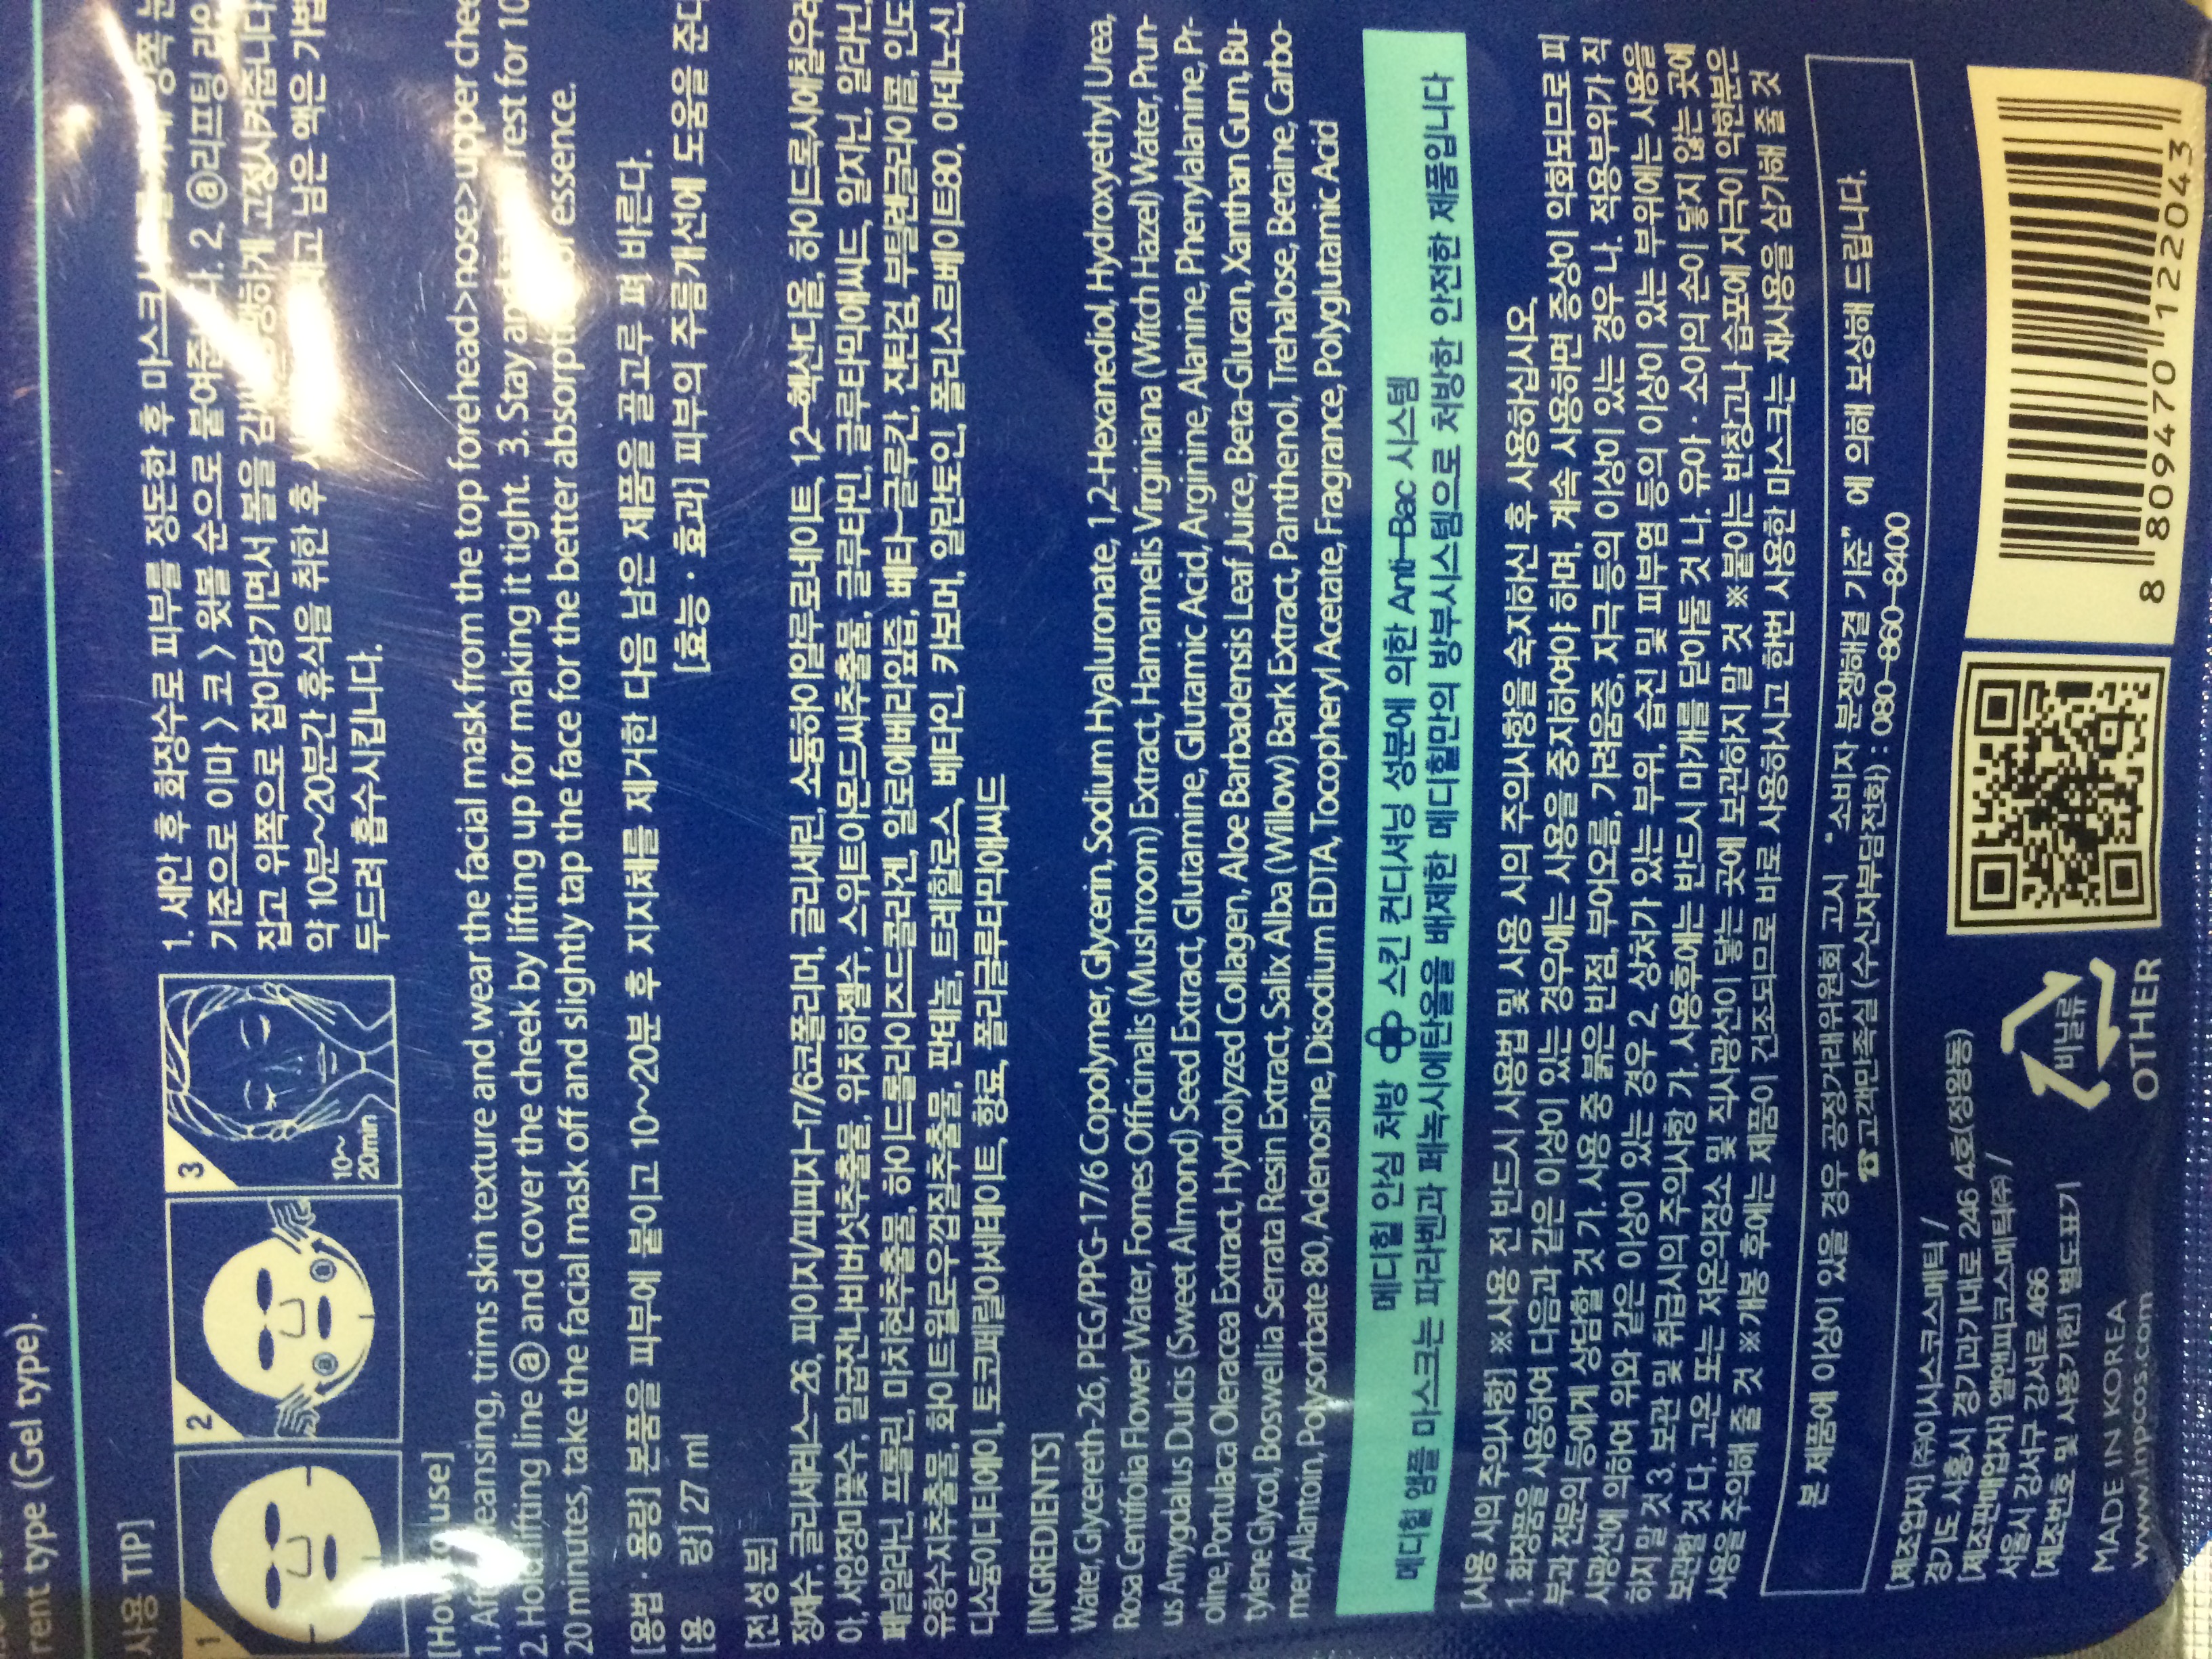 rent type (Gel type).
사용 TIP]
1
2
ⓐ
ⓐ
3
10~
20min
1. 세안 후 화장수로 피부를 정돈한 후 마스크
기준으로 이마 > 코 > 윗볼 순으로 붙여준 2. ⓐ리프팅 라인
잡고 위쪽으로 잡아당기면서 볼을 고정시켜줍니다
약 10분~20분간 휴식을 취한 후 남은 액은 가볍
두드려 흡수시킵니다.
use]
1. cleansing, trims skin texture and wear the facial mask from the top forehead>nose>upper chee
2. Hold lifting line ⓐ and cover the cheek by lifting up for making it tight. 3. Stay and rest for 10
20 minutes, take the facial mask off and slightly tap the face for the better absorption of essence.
[용법 · 용량] 본품을 피부에 붙이고 10~20분 후 지지체를 제거한 다음 남은 제품을 골고루 펴 바른다.
[용 량] 27 ml [효능 · 효과] 피부의 주름개선에 도움을 준다
[전성분]
정제수, 글리세레스-26, 피이지/피피지-17/6코폴리머, 글리세린, 소듐하이알루로네이트, 1,2-헥산다이올, 하이드록시에칠우레
아, 서양장미꽃수, 말굽잔나비버섯추출물, 위치하젤수, 스위트아몬드씨추출물, 글루타민, 글루타믹애씨드, 알지닌, 알라닌,
페닐알라닌, 프롤린, 마치현추출물, 하이드롤라이즈드콜라겐, 알로에베라잎즙, 베타-글루칸, 잔탄검, 부틸렌글라이콜, 인도
유향수지추출물, 화이트윌로우껍질추출물, 판테놀, 트레할로스, 베타인, 카보머, 알란토인, 폴리소르베이트80, 아데노신,
디소듐이디티에이, 토코페릴아세테이트, 향료, 폴리글루타믹애씨드
[INGREDIENTS]
Water, Glycereth-26, PEG/PPG-17/6 Copolymer, Glycerin, Sodium Hyaluronate, 1,2-Hexanediol, Hydroxyethyl Urea,
Rosa Centifolia Flower Water, Fomes Officinalis (Mushroom) Extract, Hamamelis Virginiana (Witch Hazel) Water, Prun-
us Amygdalus Dulcis (Sweet Almond) Seed Extract, Glutamine, Glutamic Acid, Arginine, Alanine, Phenylalanine, Pr-
oline, Portulaca Oleracea Extract, Hydrolyzed Collagen, Aloe Barbadensis Leaf Juice, Beta-Glucan, Xanthan Gum, Bu-
tylene Glycol, Boswellia Serrata Resin Extract, Salix Alba (Willow) Bark Extract, Panthenol, Trehalose, Betaine, Carbo-
mer, Allantoin, Polysorbate 80, Adenosine, Disodium EDTA, Tocopheryl Acetate, Fragrance, Polyglutamic Acid
메디힐 안심 처방 스킨 컨디셔닝 성분에 의한 Anti-Bac 시스템
메디힐 앰플 마스크는 파라벤과 페녹시에탄올을 배제한 메디힐만의 방부시스템으로 처방한 안전한 제품입니다
[사용 시의 주의사항] ※사용 전 반드시 사용법 및 사용 시의 주의사항을 숙지하신 후 사용하십시오.
1. 화장품을 사용하여 다음과 같은 이상이 있는 경우에는 사용을 중지하여야 하며, 계속 사용하면 증상이 악화되므로 피
부과 전문의 등에게 상담할 것 가. 사용 중 붉은 반점, 부어오름, 가려움증, 자극 등의 이상이 있는 경우 나. 적용부위가 직
사광선에 의하여 위와 같은 이상이 있는 경우 2. 상처가 있는 부위, 습진 및 피부염 등의 이상이 있는 부위에는 사용을
하지 말 것 3. 보관 및 취급시의 주의사항 가. 사용후에는 반드시 마개를 닫아둘 것 나. 유아 · 소아의 손이 닿지 않는 곳에
보관할 것 다. 고온 또는 저온의장소 및 직사광선이 닿는 곳에 보관하지 말 것 ※붙이는 반창고나 습포에 자극이 약한분은
사용을 주의해 줄 것 ※개봉 후에는 제품이 건조되므로 바로 사용하시고 한번 사용한 마스크는 재사용을 삼가해 줄 것
본 제품에 이상이 있을 경우 공정거래위원회 고시 "소비자 분쟁해결 기준" 에 의해 보상해 드립니다.
☎고객만족실 (수신자부담전화) : 080-860-8400
[제조업자] (주)이시스코스메틱 /
경기도 시흥시 경기과기대로 246 4호(정왕동)
[제조판매업자] 엘앤피코스메틱(주) /
서울시 강서구 강서로 466
[제조번호 및 사용기한] 별도표기
MADE IN KOREA
www.lnpcos.com
비닐류
OTHER
8 809470 122043